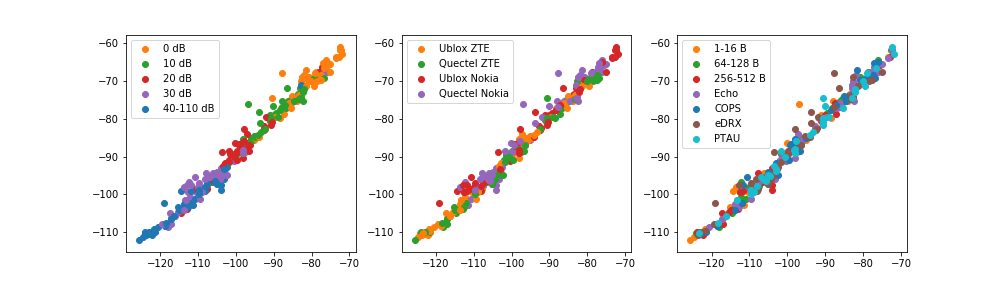 −60
−70
−80
−90
−100
−110
−120
−100
−80
−70
0 dB
10 dB
20 dB
30 dB
40-110 dB
−60
−70
−80
−90
−100
−110
−120
−110
−100
−90
−80
−70
Ublox ZTE
Quectel ZTE
Ublox Nokia
Quectel Nokia
−60
−70
−80
−90
−100
−110
−120
−110
−100
−90
−80
−70
1-16 B
64-128 B
256-512 B
Echo
COPS
eDRX
PTAU